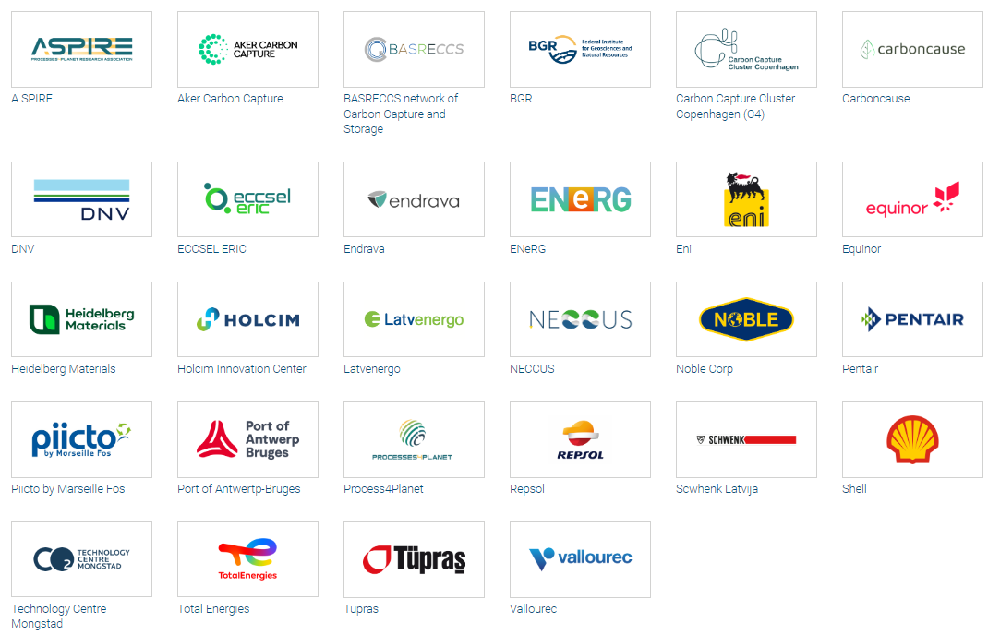 ASPIRE
PROCESSES4PLANET RESEARCH ASSOCIATION
A.SPIRE
AKER CARBON
CAPTURE
Aker Carbon Capture
BASRECCS
BASRECCS network of
Carbon Capture and
Storage
BGR
Federal Institute
for Geosciences and
Natural Resources
BGR
Carbon Capture
Cluster Copenhagen
Carbon Capture Cluster
Copenhagen (C4)
carboncause
Carboncause
DNV
DNV
eccsel
eric
ECCSEL ERIC
endrava
Endrava
ENeRG
ENeRG
eni
Eni
equinor
Equinor
Heidelberg
Materials
Heidelberg Materials
HOLCIM
Holcim Innovation Center
Latvenergo
Latvenergo
NECCUS
NECCUS
NOBLE
Noble Corp
PENTAIR
Pentair
piicto
by Marseille Fos
Piicto by Marseille Fos
Port of
Antwerp
Bruges
Port of Antwertp-Bruges
PROCESSES4PLANET
Process4Planet
REPSOL
Repsol
SCHWENK
Scwhenk Latvija
Shell
CO2
TECHNOLOGY
CENTRE
MONGSTAD
Technology Centre
Mongstad
TotalEnergies
Total Energies
Tüpraş
Tupras
vallourec
Vallourec